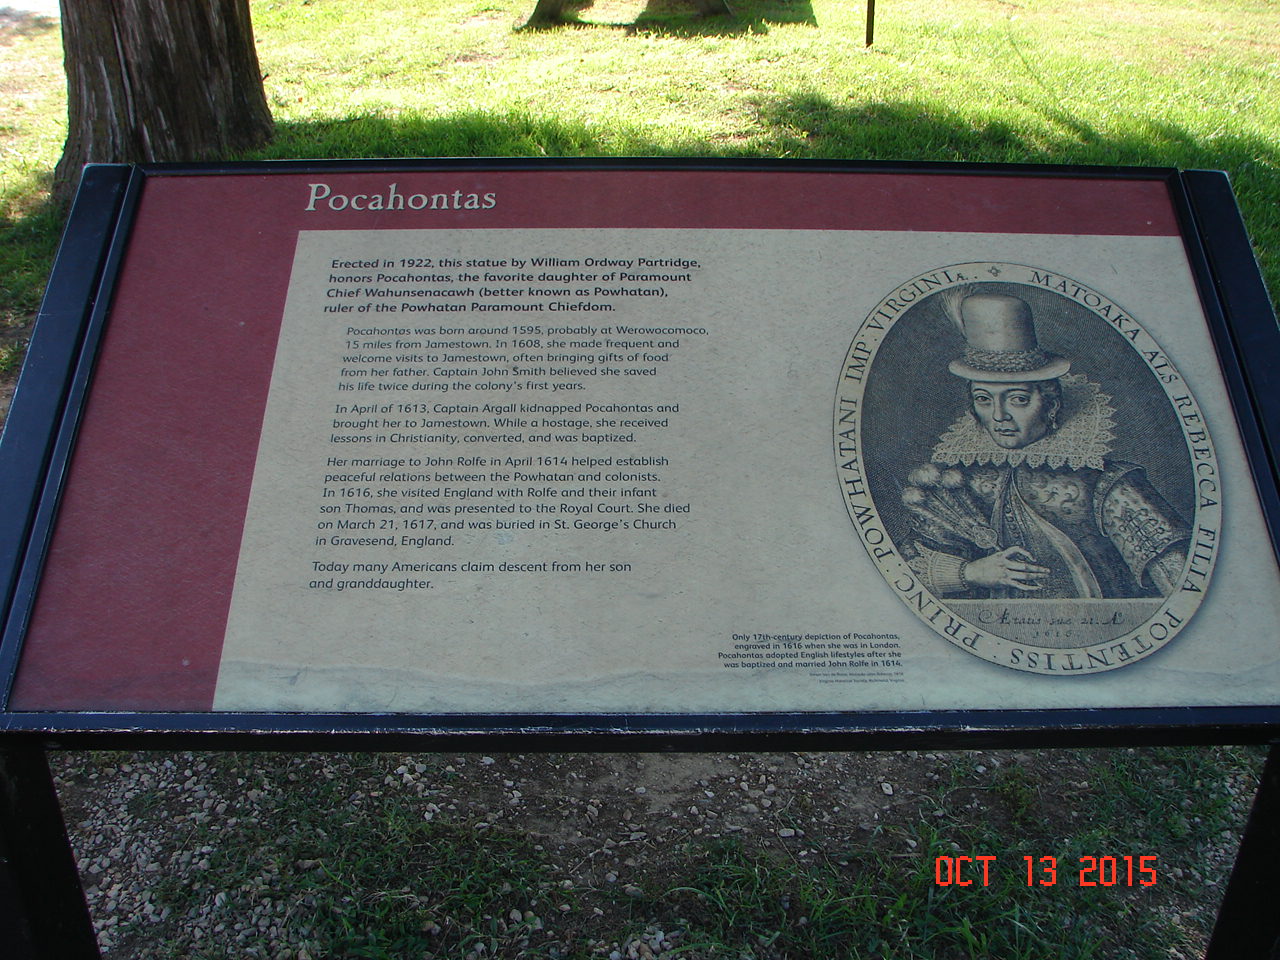 Pocahontas
Erected in 1922, this statue by William Ordway Partridge,
honors Pocahontas, the favorite daughter of Paramount
Chief Wahunsenacawh (better known as Powhatan),
ruler of the Powhatan Paramount Chiefdom.
Pocahontas was born around 1595, probably at Werowocomoco,
15 miles from Jamestown. In 1608, she made frequent and
welcome visits to Jamestown, often bringing gifts of food
from her father. Captain John Smith believed she saved
his life twice during the colony's first years.
In April of 1613, Captain Argall kidnapped Pocahontas and
brought her to Jamestown. While a hostage, she received
lessons in Christianity, converted, and was baptized.
Her marriage to John Rolfe in April 1614 helped establish
peaceful relations between the Powhatan and colonists.
In 1616, she visited England with Rolfe and their infant
son Thomas, and was presented to the Royal Court. She died
on March 21, 1617, and was buried in St. George's Church
in Gravesend, England.
Today many Americans claim descent from her son
and granddaughter.
MATOAKA ALS REBECCA FILIA POTENTISS: PRINC: POWHATANI IMP: VIRGINIÆ
Ætatis suæ 21. Aº
1616
Only 17th-century depiction of Pocahontas,
engraved in 1616 when she was in London.
Pocahontas adopted English lifestyles after she
was baptized and married John Rolfe in 1614.
OCT 13 2015